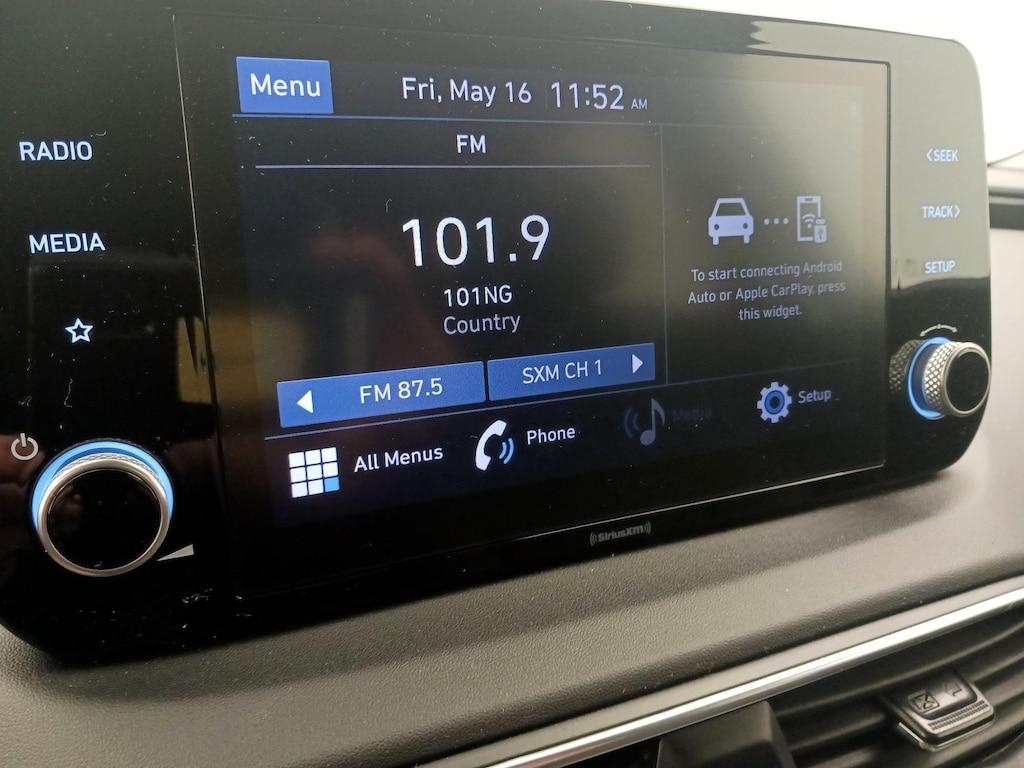 Menu
Fri, May 16 11:52 AM
RADIO
FM
<SEEK
TRACK>
MEDIA
101.9
101NG
Country
To start connecting Android
Auto or Apple CarPlay, press
this widget.
SETUP
FM 87.5
SXM CH 1
All Menus
Phone
Media
Setup
SiriusXM